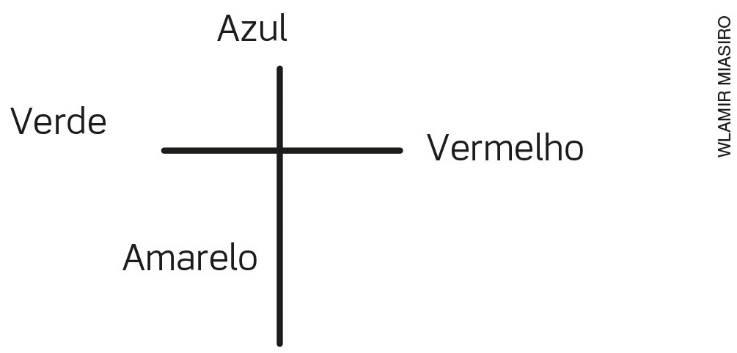 Azul
Verde
Vermelho
Amarelo
WLAMIR MIASIRO